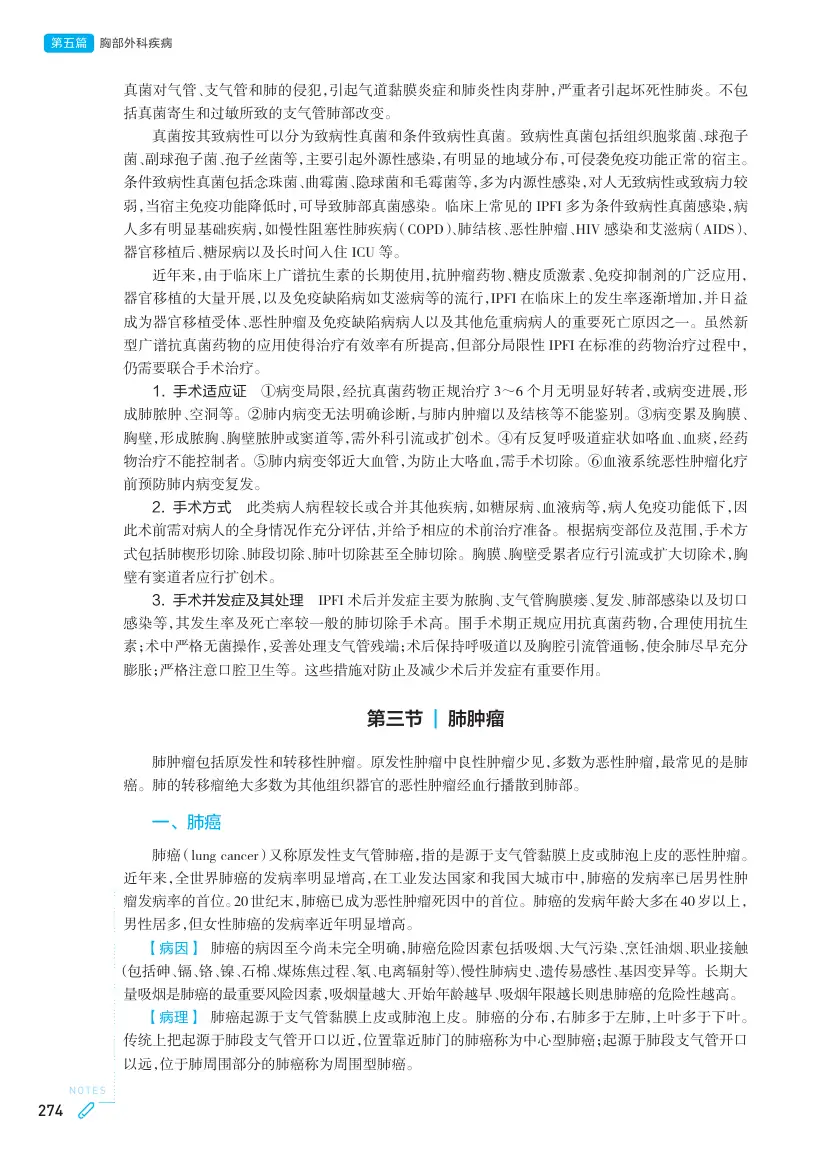 第五篇 胸部外科疾病
真菌对气管、支气管和肺的侵犯,引起气道黏膜炎症和肺炎性肉芽肿,严重者引起坏死性肺炎。不包
括真菌寄生和过敏所致的支气管肺部改变。
真菌按其致病性可以分为致病性真菌和条件致病性真菌。致病性真菌包括组织胞浆菌、球孢子
菌、副球孢子菌、孢子丝菌等,主要引起外源性感染,有明显的地域分布,可侵袭免疫功能正常的宿主。
条件致病性真菌包括念珠菌、曲霉菌、隐球菌和毛霉菌等,多为内源性感染,对人无致病性或致病力较
弱,当宿主免疫功能降低时,可导致肺部真菌感染。临床上常见的 IPFI 多为条件致病性真菌感染,病
人多有明显基础疾病,如慢性阻塞性肺疾病(COPD)、肺结核、恶性肿瘤、HIV 感染和艾滋病(AIDS)、
器官移植后、糖尿病以及长时间入住 ICU 等。
近年来,由于临床上广谱抗生素的长期使用,抗肿瘤药物、糖皮质激素、免疫抑制剂的广泛应用,
器官移植的大量开展,以及免疫缺陷病如艾滋病等的流行,IPFI 在临床上的发生率逐渐增加,并日益
成为器官移植受体、恶性肿瘤及免疫缺陷病病人以及其他危重病病人的重要死亡原因之一。虽然新
型广谱抗真菌药物的应用使得治疗有效率有所提高,但部分局限性 IPFI 在标准的药物治疗过程中,
仍需要联合手术治疗。
1. 手术适应证 ①病变局限,经抗真菌药物正规治疗 3～6 个月无明显好转者,或病变进展,形
成肺脓肿、空洞等。②肺内病变无法明确诊断,与肺内肿瘤以及结核等不能鉴别。③病变累及胸膜、
胸壁,形成脓胸、胸壁脓肿或窦道等,需外科引流或扩创术。④有反复呼吸道症状如咯血、血痰,经药
物治疗不能控制者。⑤肺内病变邻近大血管,为防止大咯血,需手术切除。⑥血液系统恶性肿瘤化疗
前预防肺内病变复发。
2. 手术方式 此类病人病程较长或合并其他疾病,如糖尿病、血液病等,病人免疫功能低下,因
此术前需对病人的全身情况作充分评估,并给予相应的术前治疗准备。根据病变部位及范围,手术方
式包括肺楔形切除、肺段切除、肺叶切除甚至全肺切除。胸膜、胸壁受累者应行引流或扩大切除术,胸
壁有窦道者应行扩创术。
3. 手术并发症及其处理 IPFI 术后并发症主要为脓胸、支气管胸膜瘘、复发、肺部感染以及切口
感染等,其发生率及死亡率较一般的肺切除手术高。围手术期正规应用抗真菌药物,合理使用抗生
素;术中严格无菌操作,妥善处理支气管残端;术后保持呼吸道以及胸腔引流管通畅,使余肺尽早充分
膨胀;严格注意口腔卫生等。这些措施对防止及减少术后并发症有重要作用。
第三节 | 肺肿瘤
肺肿瘤包括原发性和转移性肿瘤。原发性肿瘤中良性肿瘤少见,多数为恶性肿瘤,最常见的是肺
癌。肺的转移瘤绝大多数为其他组织器官的恶性肿瘤经血行播散到肺部。
一、肺癌
肺癌(lung cancer)又称原发性支气管肺癌,指的是源于支气管黏膜上皮或肺泡上皮的恶性肿瘤。
近年来,全世界肺癌的发病率明显增高,在工业发达国家和我国大城市中,肺癌的发病率已居男性肿
瘤发病率的首位。20 世纪末,肺癌已成为恶性肿瘤死因中的首位。肺癌的发病年龄大多在 40 岁以上,
男性居多,但女性肺癌的发病率近年明显增高。
【病因】 肺癌的病因至今尚未完全明确,肺癌危险因素包括吸烟、大气污染、烹饪油烟、职业接触
(包括砷、镉、铬、镍、石棉、煤炼焦过程、氡、电离辐射等)、慢性肺病史、遗传易感性、基因变异等。长期大
量吸烟是肺癌的最重要风险因素,吸烟量越大、开始年龄越早、吸烟年限越长则患肺癌的危险性越高。
【病理】 肺癌起源于支气管黏膜上皮或肺泡上皮。肺癌的分布,右肺多于左肺,上叶多于下叶。
传统上把起源于肺段支气管开口以近,位置靠近肺门的肺癌称为中心型肺癌;起源于肺段支气管开口
以远,位于肺周围部分的肺癌称为周围型肺癌。
NOTES
274